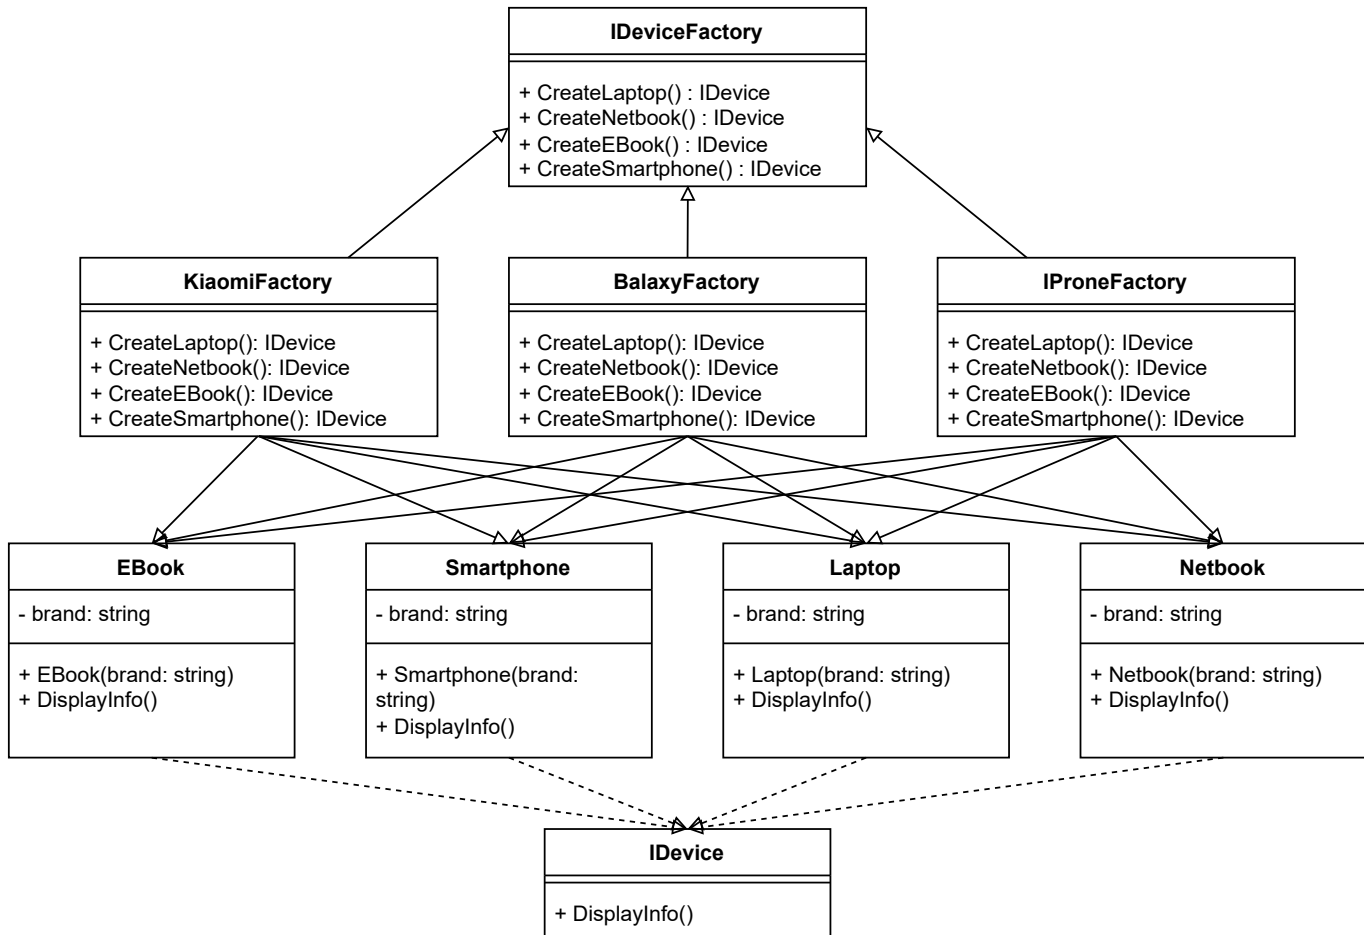 IDeviceFactory
+ CreateLaptop() : IDevice
+ CreateNetbook() : IDevice
+ CreateEBook() : IDevice
+ CreateSmartphone() : IDevice
KiaomiFactory
+ CreateLaptop(): IDevice
+ CreateNetbook(): IDevice
+ CreateEBook(): IDevice
+ CreateSmartphone(): IDevice
BalaxyFactory
+ CreateLaptop(): IDevice
+ CreateNetbook(): IDevice
+ CreateEBook(): IDevice
+ CreateSmartphone(): IDevice
IProneFactory
+ CreateLaptop(): IDevice
+ CreateNetbook(): IDevice
+ CreateEBook(): IDevice
+ CreateSmartphone(): IDevice
EBook
- brand: string
+ EBook(brand: string)
+ DisplayInfo()
Smartphone
- brand: string
+ Smartphone(brand:
string)
+ DisplayInfo()
Laptop
- brand: string
+ Laptop(brand: string)
+ DisplayInfo()
Netbook
- brand: string
+ Netbook(brand: string)
+ DisplayInfo()
IDevice
+ DisplayInfo()